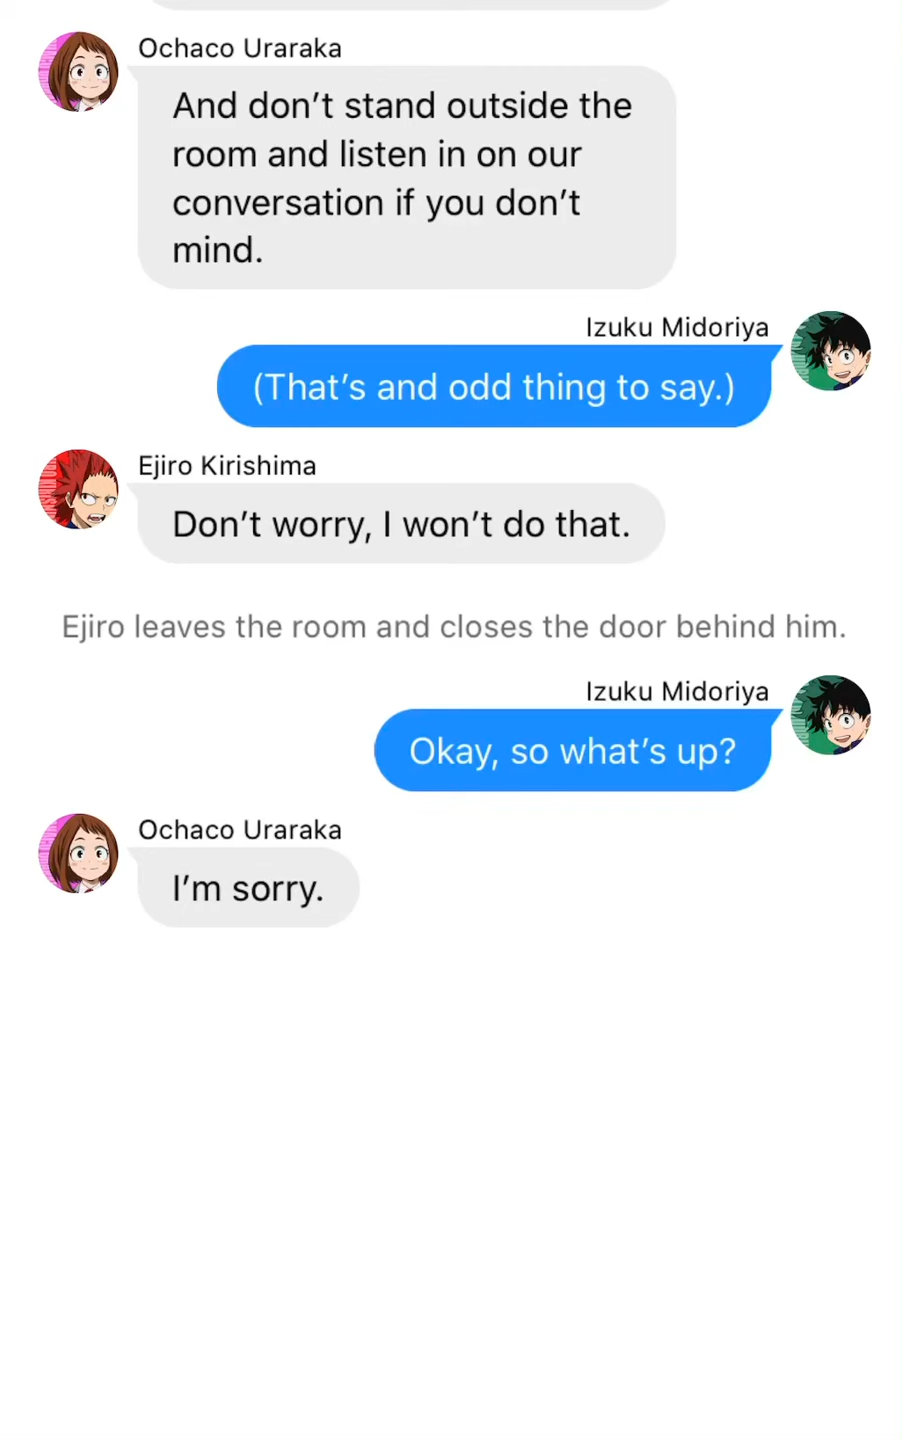 Ochaco Uraraka
And don’t stand outside the
room and listen in on our
conversation if you don’t
mind.
Izuku Midoriya
(That’s and odd thing to say.)
Ejiro Kirishima
Don’t worry, I won’t do that.
Ejiro leaves the room and closes the door behind him.
Izuku Midoriya
Okay, so what’s up?
Ochaco Uraraka
I’m sorry.